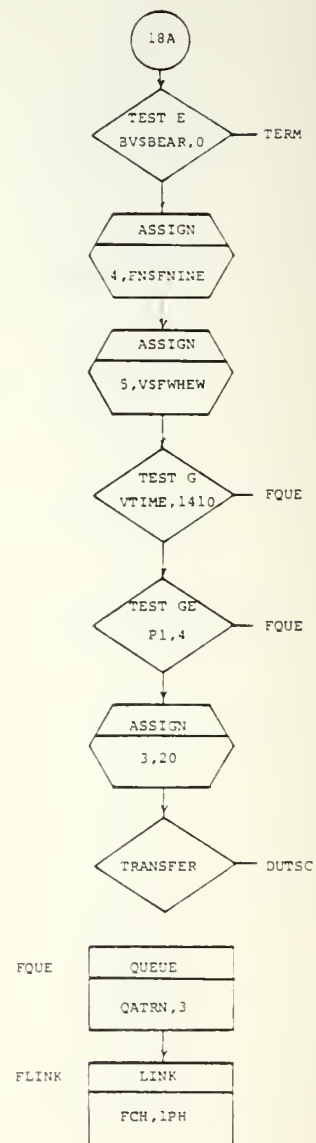 18A
TEST E
BVSBEAR,0
TERM
ASSIGN
4,FNSFNINE
ASSIGN
5,VSFWHEW
TEST G
VTIME,1410
FQUE
TEST GE
P1,4
FQUE
ASSIGN
3,20
TRANSFER
DUTSC
FQUE
QUEUE
QATRN,3
FLINK
LINK
FCH,1PH